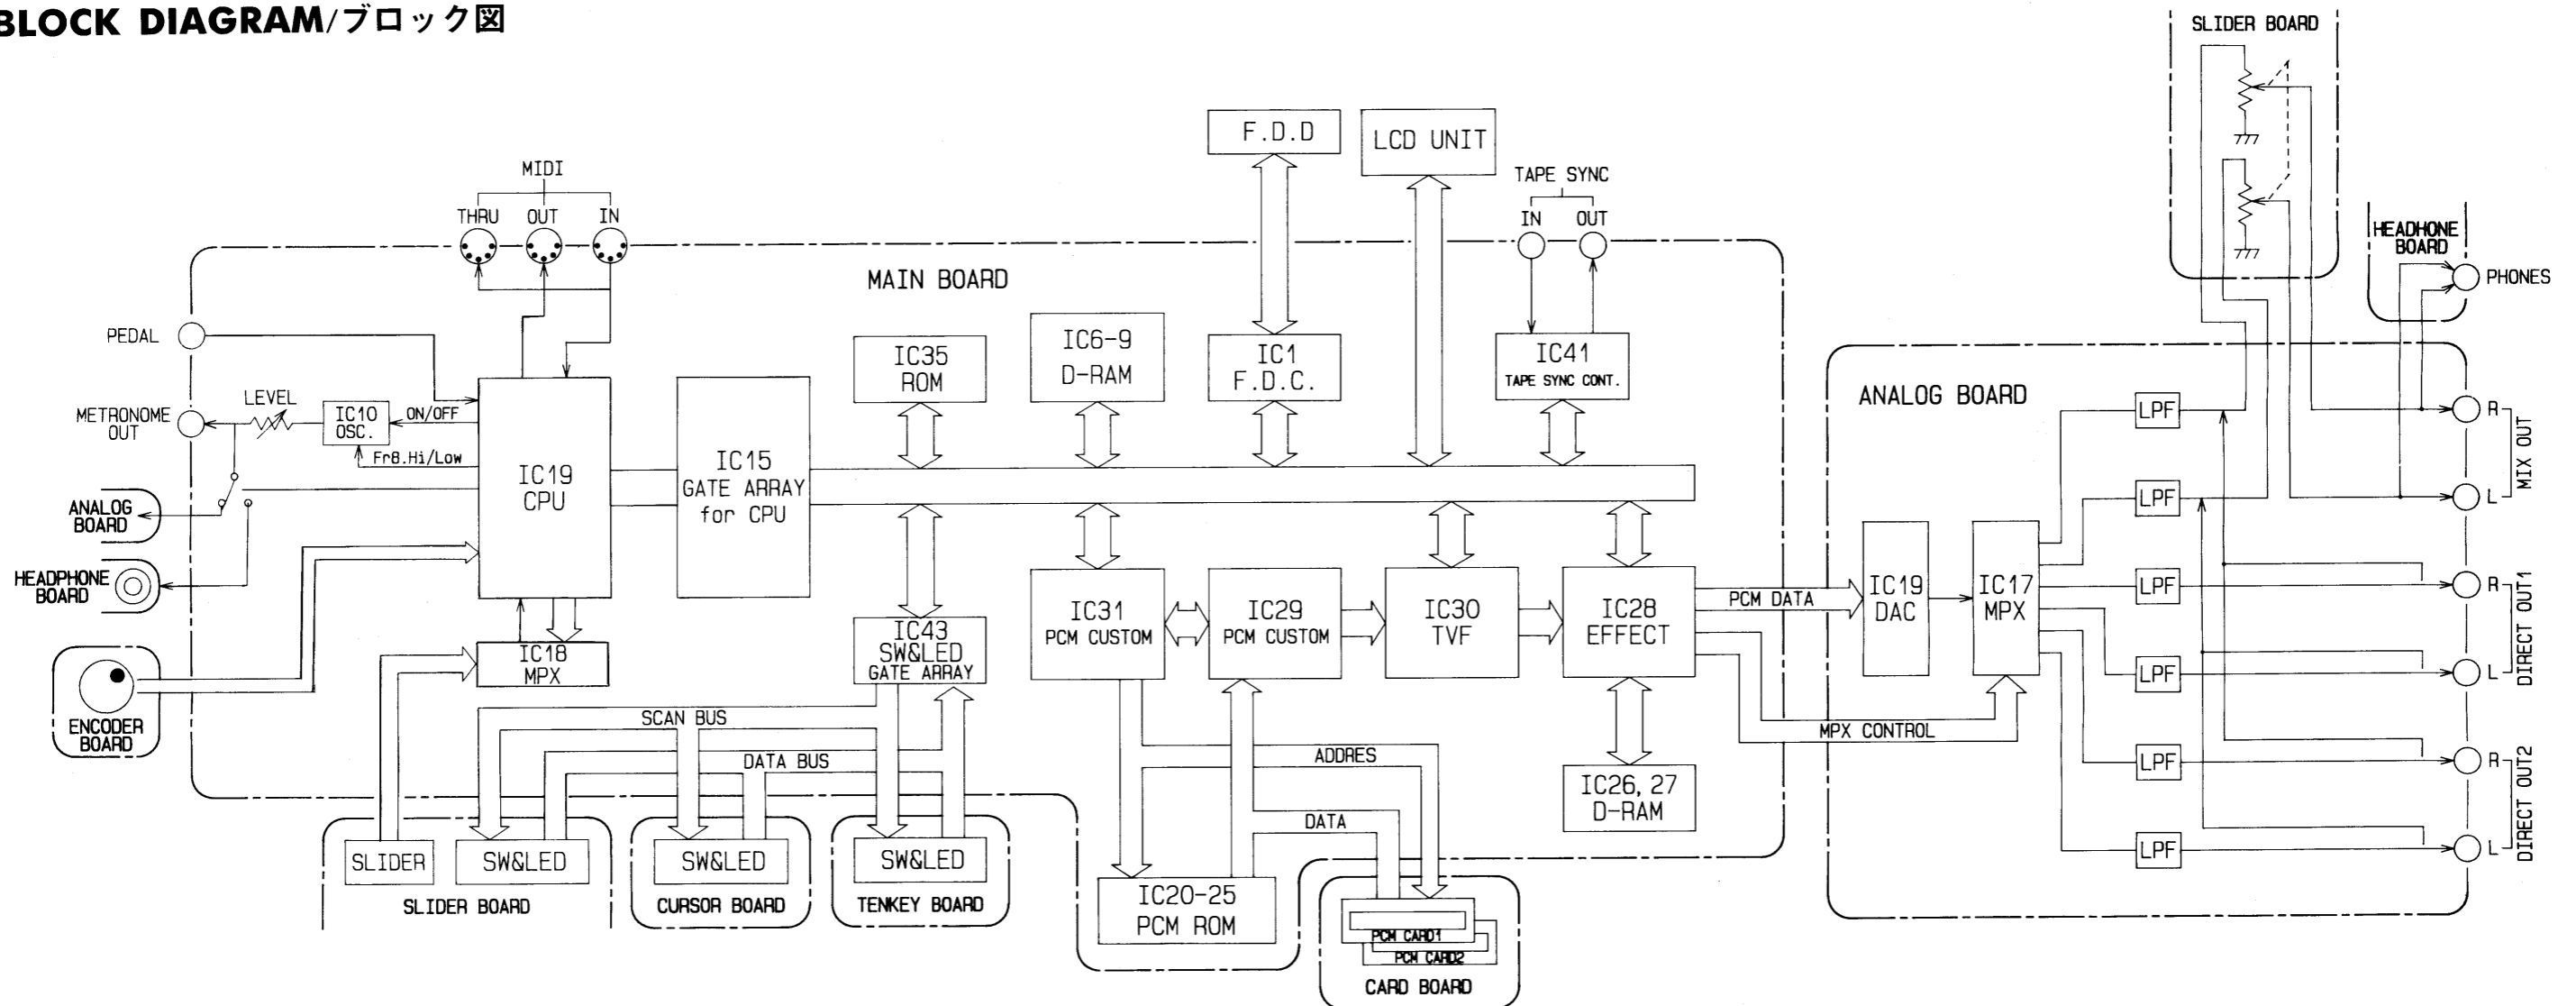 BLOCK DIAGRAM/ブロック図
SLIDER BOARD
F.D.D
LCD UNIT
MIDI
THRU
OUT
IN
TAPE SYNC
IN
OUT
HEADHONE
BOARD
PHONES
MAIN BOARD
PEDAL
IC35
ROM
IC6-9
D-RAM
IC1
F.D.C.
IC41
TAPE SYNC CONT.
ANALOG BOARD
LEVEL
METRONOME
OUT
IC10
OSC.
ON/OFF
Fr8.Hi/Low
IC19
CPU
IC15
GATE ARRAY
for CPU
ANALOG
BOARD
HEADPHONE
BOARD
LPF
LPF
LPF
LPF
LPF
LPF
R
L
MIX OUT
R
L
DIRECT OUT1
R
L
DIRECT OUT2
IC18
MPX
IC43
SW&LED
GATE ARRAY
IC31
PCM CUSTOM
IC29
PCM CUSTOM
IC30
TVF
IC28
EFFECT
PCM DATA
IC19
DAC
IC17
MPX
ENCODER
BOARD
SCAN BUS
DATA BUS
ADDRES
MPX CONTROL
IC26,27
D-RAM
DATA
SLIDER
SW&LED
SLIDER BOARD
SW&LED
CURSOR BOARD
SW&LED
TENKEY BOARD
IC20-25
PCM ROM
PCM CARD1
PCM CARD2
CARD BOARD